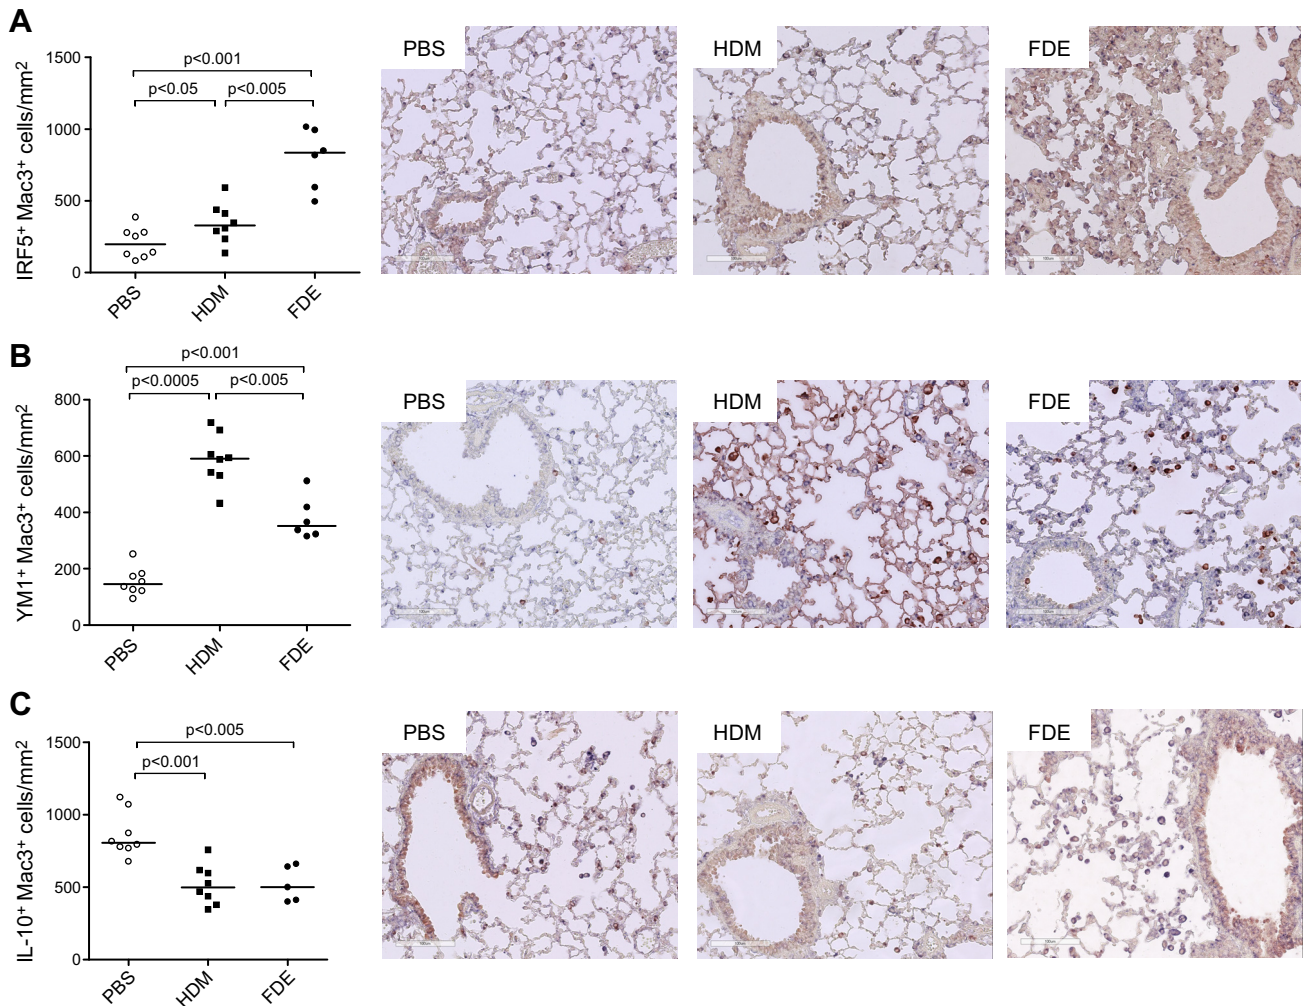 A
IRF5⁺ Mac3⁺ cells/mm²
1500
1000
500
0
p<0.001
p<0.05
p<0.005
PBS
HDM
FDE
PBS
HDM
FDE
B
YM1⁺ Mac3⁺ cells/mm²
800
600
400
200
0
p<0.001
p<0.0005
p<0.005
PBS
HDM
FDE
PBS
HDM
FDE
C
IL-10⁺ Mac3⁺ cells/mm²
1500
1000
500
0
p<0.005
p<0.001
PBS
HDM
FDE
PBS
HDM
FDE